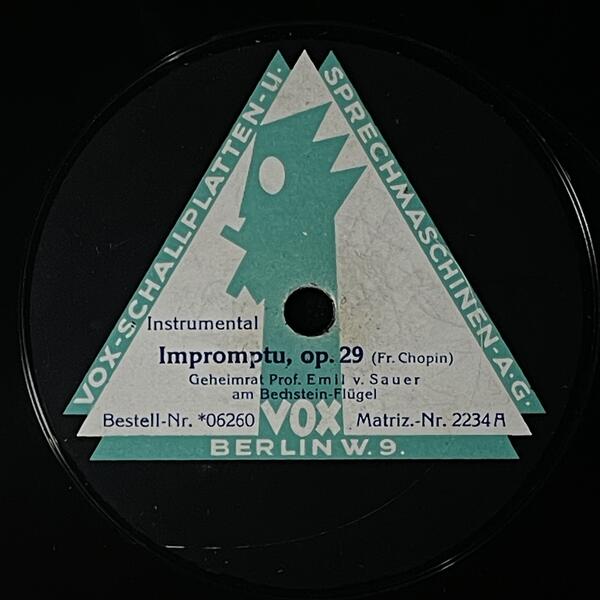 VOX-SCHALLPLATTEN-U.
SPRECHMASCHINEN-A.G.
Instrumental
Impromptu, op. 29 (Fr. Chopin)
Geheimrat Prof. Emil v. Sauer
am Bechstein-Flügel
Bestell-Nr. *06260
VOX
Matriz.-Nr. 2234 A
BERLIN W. 9.